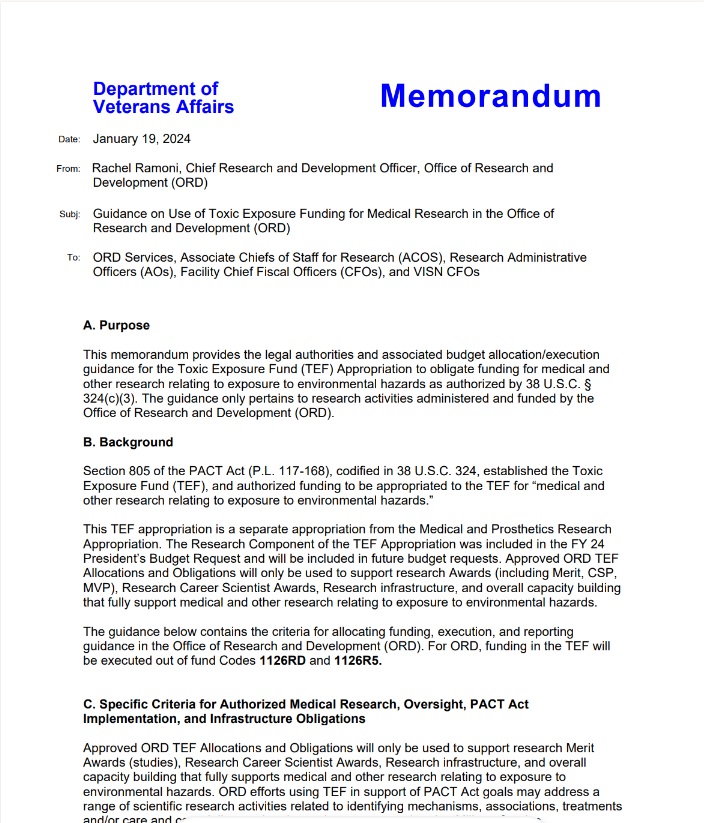 Department of
Veterans Affairs
Memorandum
Date: January 19, 2024
From: Rachel Ramoni, Chief Research and Development Officer, Office of Research and
Development (ORD)
Subj: Guidance on Use of Toxic Exposure Funding for Medical Research in the Office of
Research and Development (ORD)
To: ORD Services, Associate Chiefs of Staff for Research (ACOS), Research Administrative
Officers (AOs), Facility Chief Fiscal Officers (CFOs), and VISN CFOs
A. Purpose
This memorandum provides the legal authorities and associated budget allocation/execution
guidance for the Toxic Exposure Fund (TEF) Appropriation to obligate funding for medical and
other research relating to exposure to environmental hazards as authorized by 38 U.S.C. §
324(c)(3). The guidance only pertains to research activities administered and funded by the
Office of Research and Development (ORD).
B. Background
Section 805 of the PACT Act (P.L. 117-168), codified in 38 U.S.C. 324, established the Toxic
Exposure Fund (TEF), and authorized funding to be appropriated to the TEF for “medical and
other research relating to exposure to environmental hazards.”
This TEF appropriation is a separate appropriation from the Medical and Prosthetics Research
Appropriation. The Research Component of the TEF Appropriation was included in the FY 24
President’s Budget Request and will be included in future budget requests. Approved ORD TEF
Allocations and Obligations will only be used to support research Awards (including Merit, CSP,
MVP), Research Career Scientist Awards, Research infrastructure, and overall capacity building
that fully support medical and other research relating to exposure to environmental hazards.
The guidance below contains the criteria for allocating funding, execution, and reporting
guidance in the Office of Research and Development (ORD). For ORD, funding in the TEF will
be executed out of fund Codes 1126RD and 1126R5.
C. Specific Criteria for Authorized Medical Research, Oversight, PACT Act
Implementation, and Infrastructure Obligations
Approved ORD TEF Allocations and Obligations will only be used to support research Merit
Awards (studies), Research Career Scientist Awards, Research infrastructure, and overall
capacity building that fully supports medical and other research relating to exposure to
environmental hazards. ORD efforts using TEF in support of PACT Act goals may address a
range of scientific research activities related to identifying mechanisms, associations, treatments
and/or care and